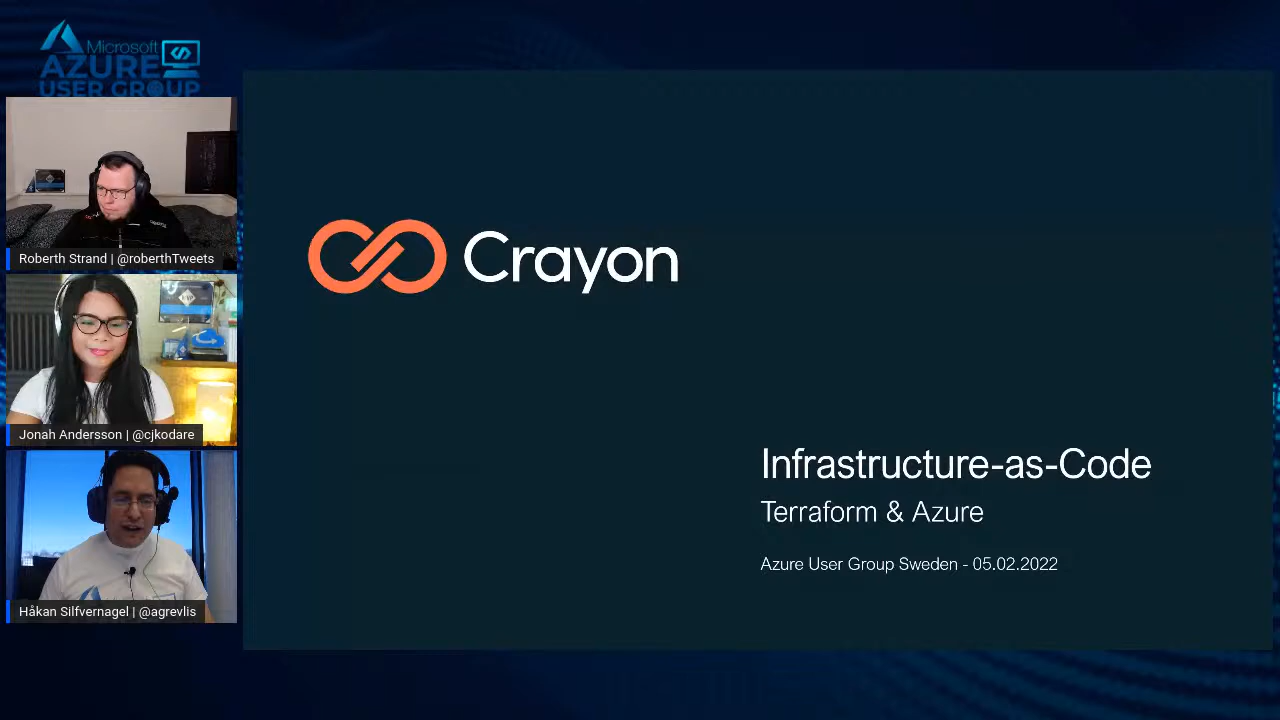 Microsoft
AZURE
USER GROUP
Roberth Strand | @roberthTweets
Jonah Andersson | @cjkodare
Håkan Silfvernagel | @agrevlis
Crayon
Infrastructure-as-Code
Terraform & Azure
Azure User Group Sweden - 05.02.2022